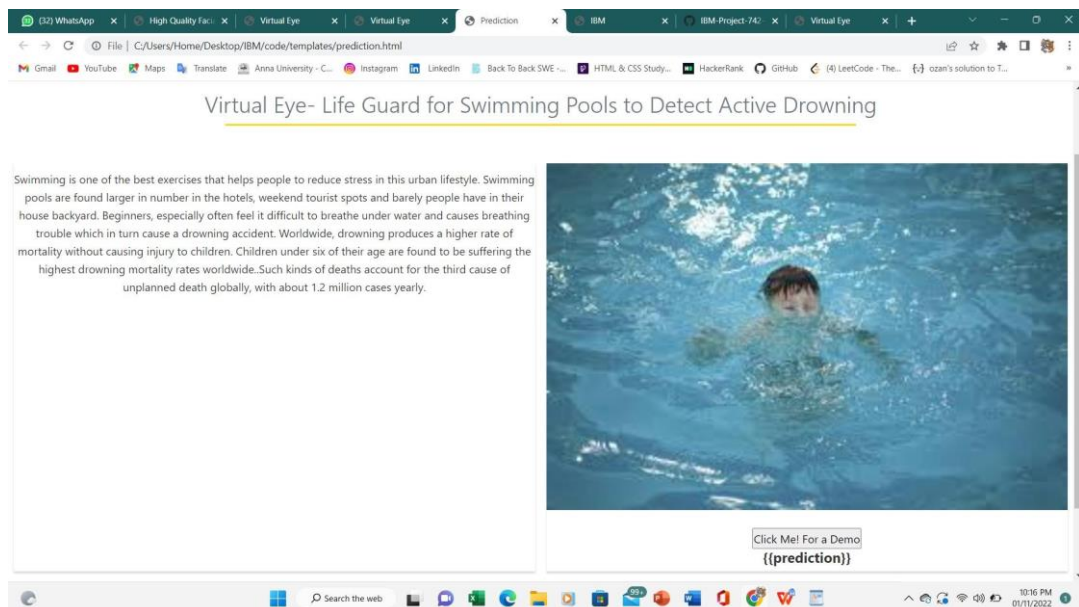 (32) WhatsApp
High Quality Faci
Virtual Eye
Virtual Eye
Prediction
IBM
IBM-Project-742
Virtual Eye
File | C:/Users/Home/Desktop/IBM/code/templates/prediction.html
Gmail
YouTube
Maps
Translate
Anna University - C...
Instagram
LinkedIn
Back To Back SWE -...
HTML & CSS Study...
HackerRank
GitHub
(4) LeetCode - The...
ozan's solution to T...
Virtual Eye- Life Guard for Swimming Pools to Detect Active Drowning
Swimming is one of the best exercises that helps people to reduce stress in this urban lifestyle. Swimming
pools are found larger in number in the hotels, weekend tourist spots and barely people have in their
house backyard. Beginners, especially often feel it difficult to breathe under water and causes breathing
trouble which in turn cause a drowning accident. Worldwide, drowning produces a higher rate of
mortality without causing injury to children. Children under six of their age are found to be suffering the
highest drowning mortality rates worldwide..Such kinds of deaths account for the third cause of
unplanned death globally, with about 1.2 million cases yearly.
Click Me! For a Demo
{{prediction}}
Search the web
99+
10:16 PM
01/11/2022